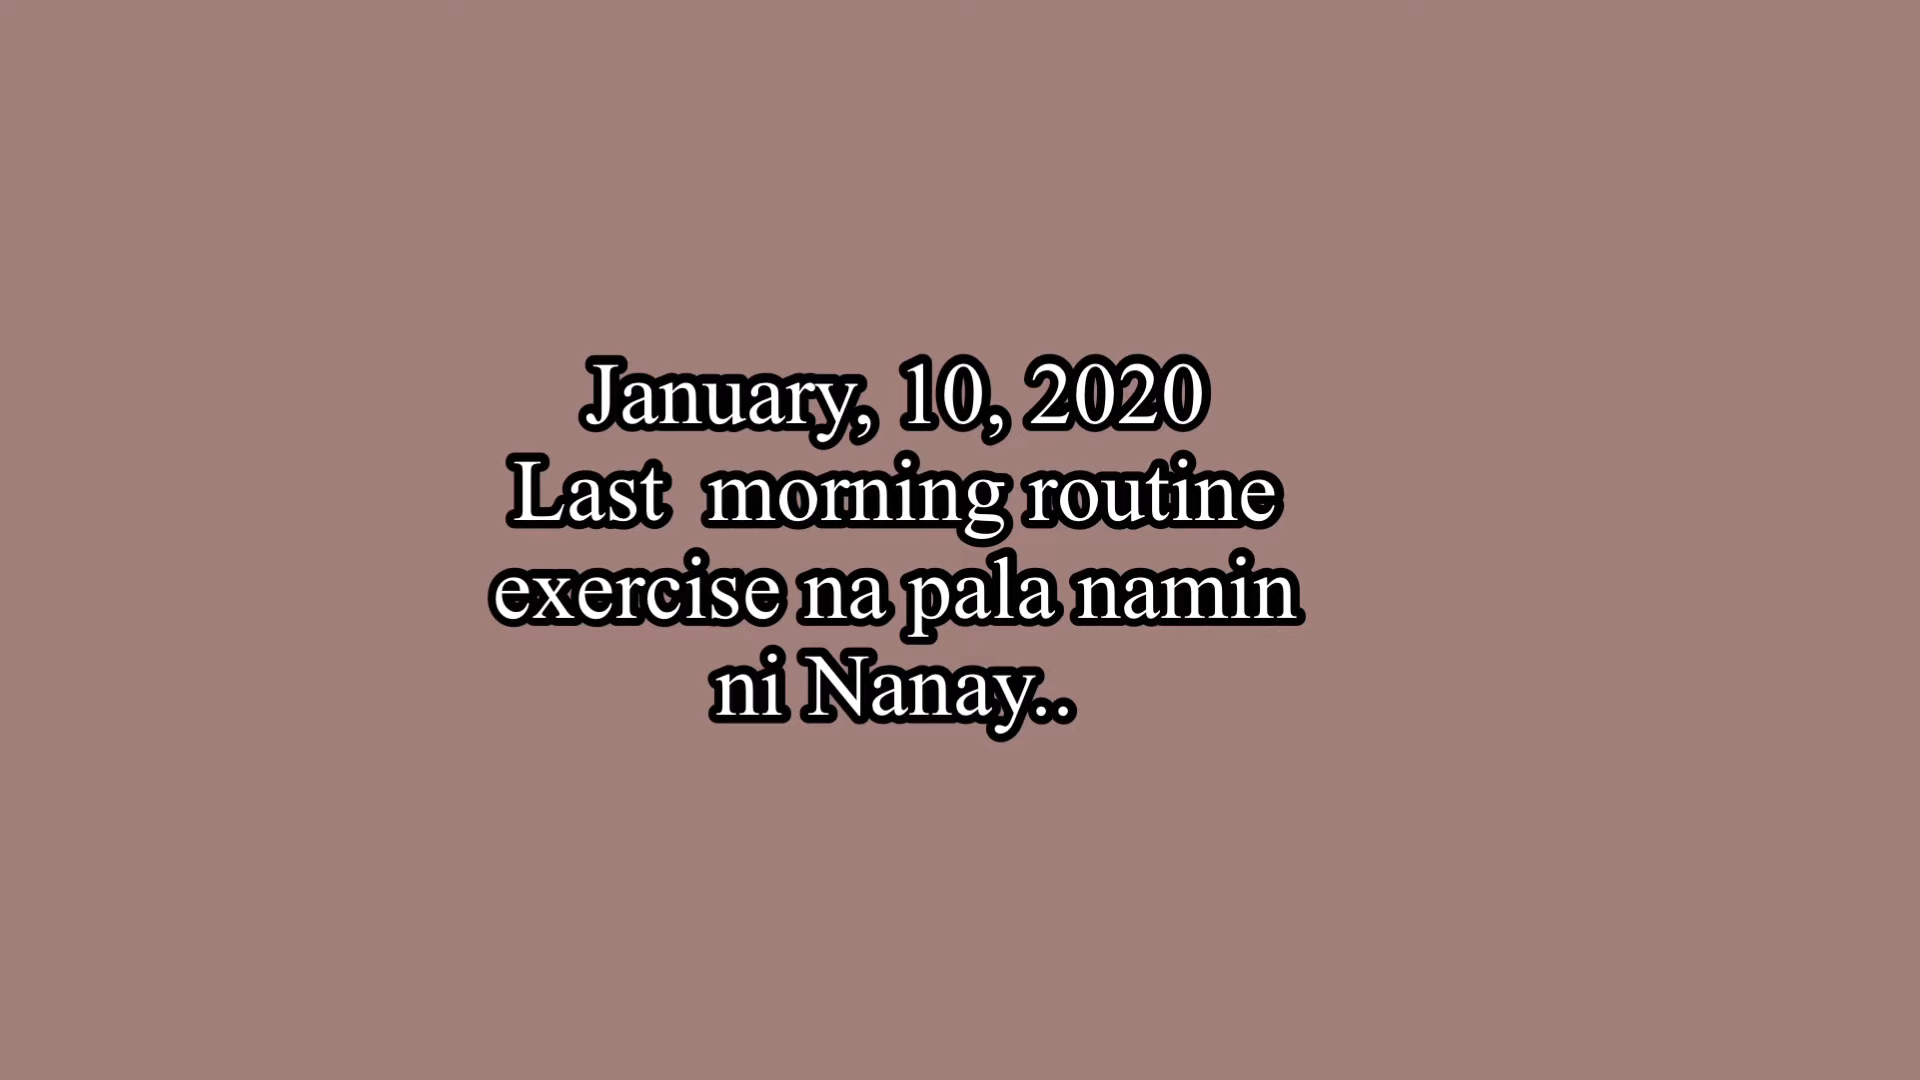 January, 10, 2020
Last  morning routine
exercise na pala namin
ni Nanay..